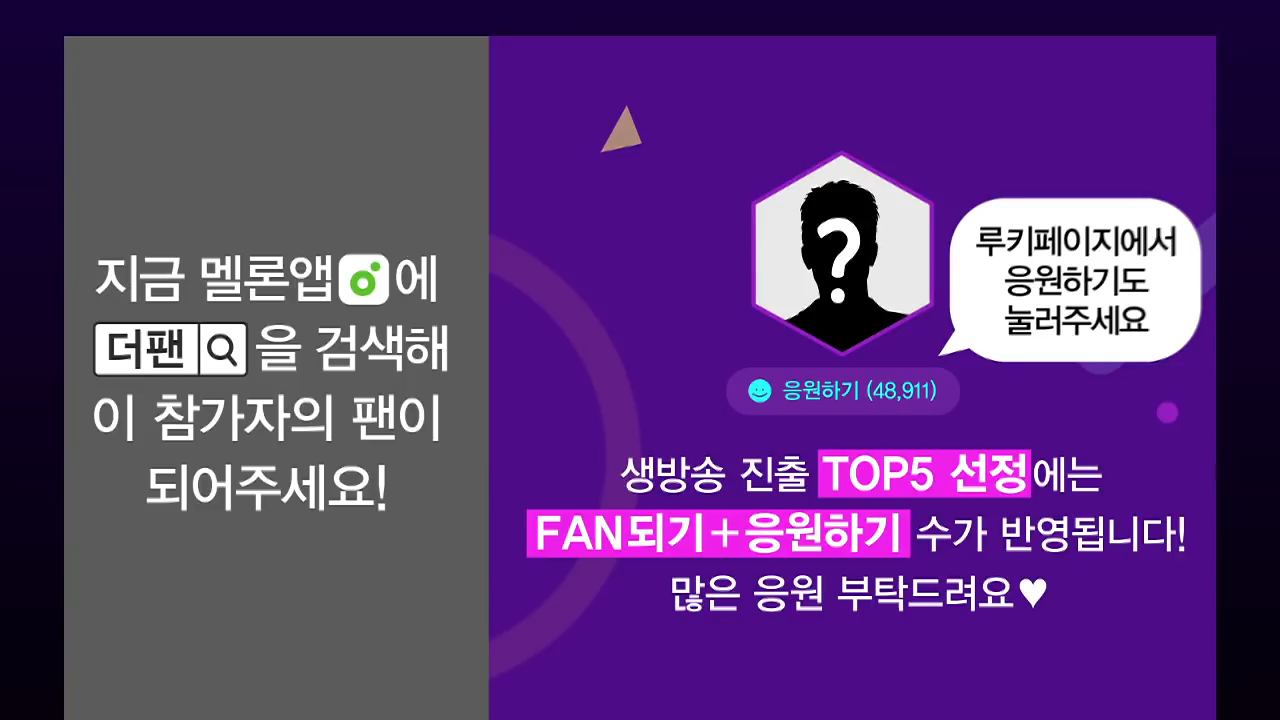 지금 멜론앱에
더팬을 검색해
이 참가자의 팬이
되어주세요!
?
루키페이지에서
응원하기도
눌러주세요
응원하기 (48,911)
생방송 진출 TOP5 선정에는
FAN되기+응원하기 수가 반영됩니다!
많은 응원 부탁드려요♥